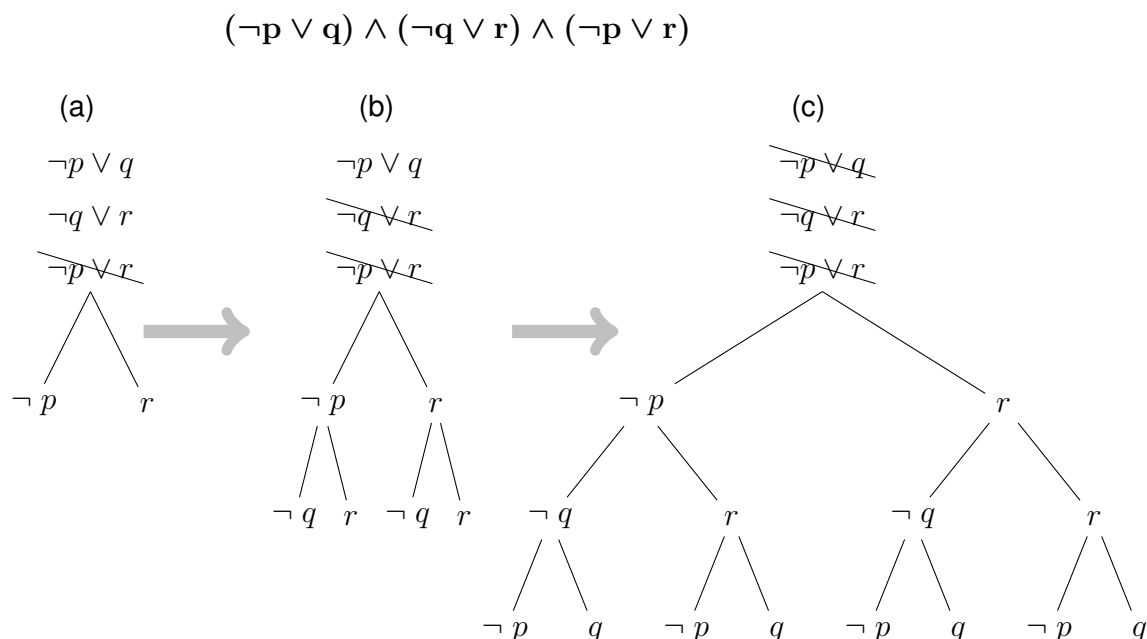 (¬p ∨ q) ∧ (¬q ∨ r) ∧ (¬p ∨ r)
(a) (b) (c)
¬p ∨ q ¬p ∨ q ¬p ∨ q
¬q ∨ r ¬q ∨ r ¬q ∨ r
¬p ∨ r ¬p ∨ r ¬p ∨ r
¬ p r ¬ p r ¬ p r
¬ q r ¬ q r ¬ q r ¬ q r
¬ p q ¬ p q ¬ p q ¬ p q